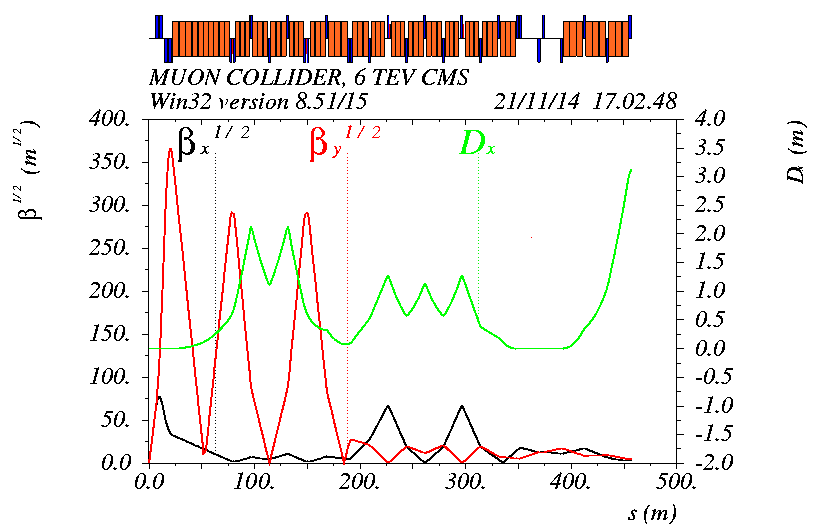 MUON COLLIDER, 6 TEV CMS
Win32 version 8.51/15 21/11/14 17.02.48
β x 1/2 β y 1/2 D x
400. 4.0
350. 3.5
3.0
300. 2.5
250. 2.0
1.5
200. 1.0
150. 0.5
0.0
100. -0.5
50. -1.0
-1.5
0.0 -2.0
0.0 100. 200. 300. 400. 500.
s (m)
β 1/2 (m 1/2)
D x (m)